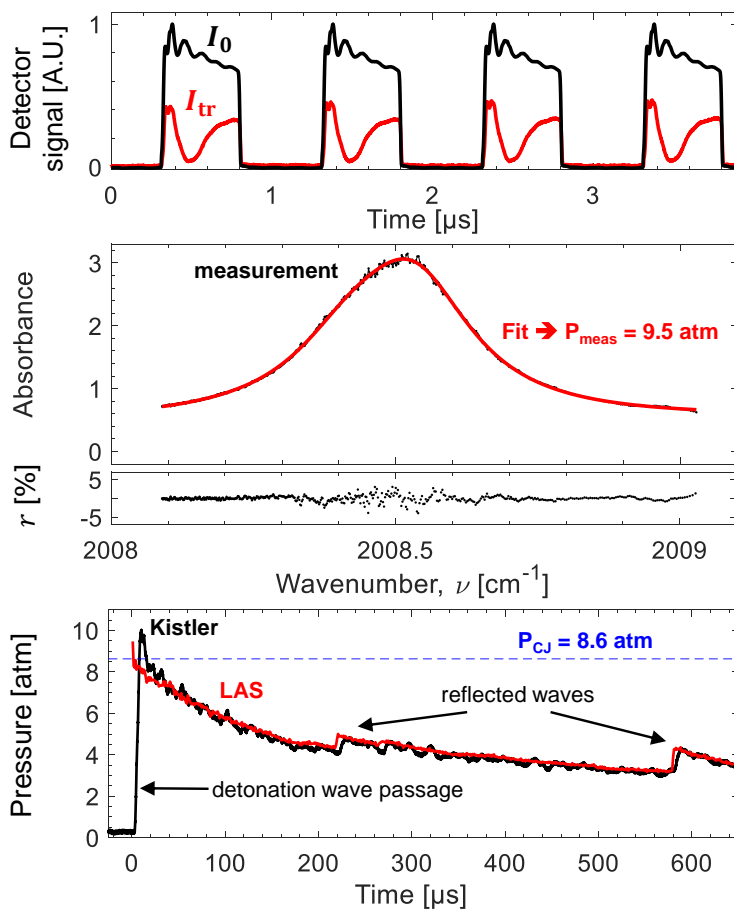 1
I₀
Iₜᵣ
Detector
signal [A.U.]
0
0 1 2 3
Time [μs]
3
measurement
Fit ➔ Pmeas = 9.5 atm
2
Absorbance
1
0
5
r [%]
-5
2008 2008.5 2009
Wavenumber, ν [cm⁻¹]
Kistler
10
PCJ = 8.6 atm
8
LAS
reflected waves
6
Pressure [atm]
4
2
detonation wave passage
0
0 100 200 300 400 500 600
Time [μs]